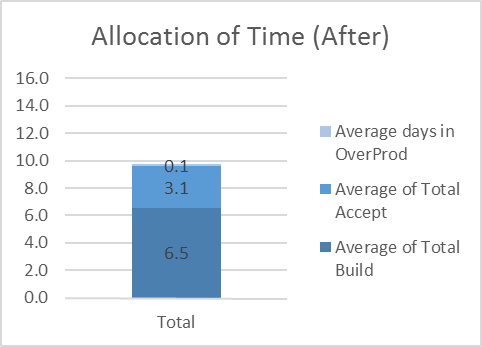 Allocation of Time (After)
16.0
14.0
12.0
10.0
8.0
6.0
4.0
2.0
0.0
0.1
3.1
6.5
Total
Average days in
OverProd
Average of Total
Accept
Average of Total
Build